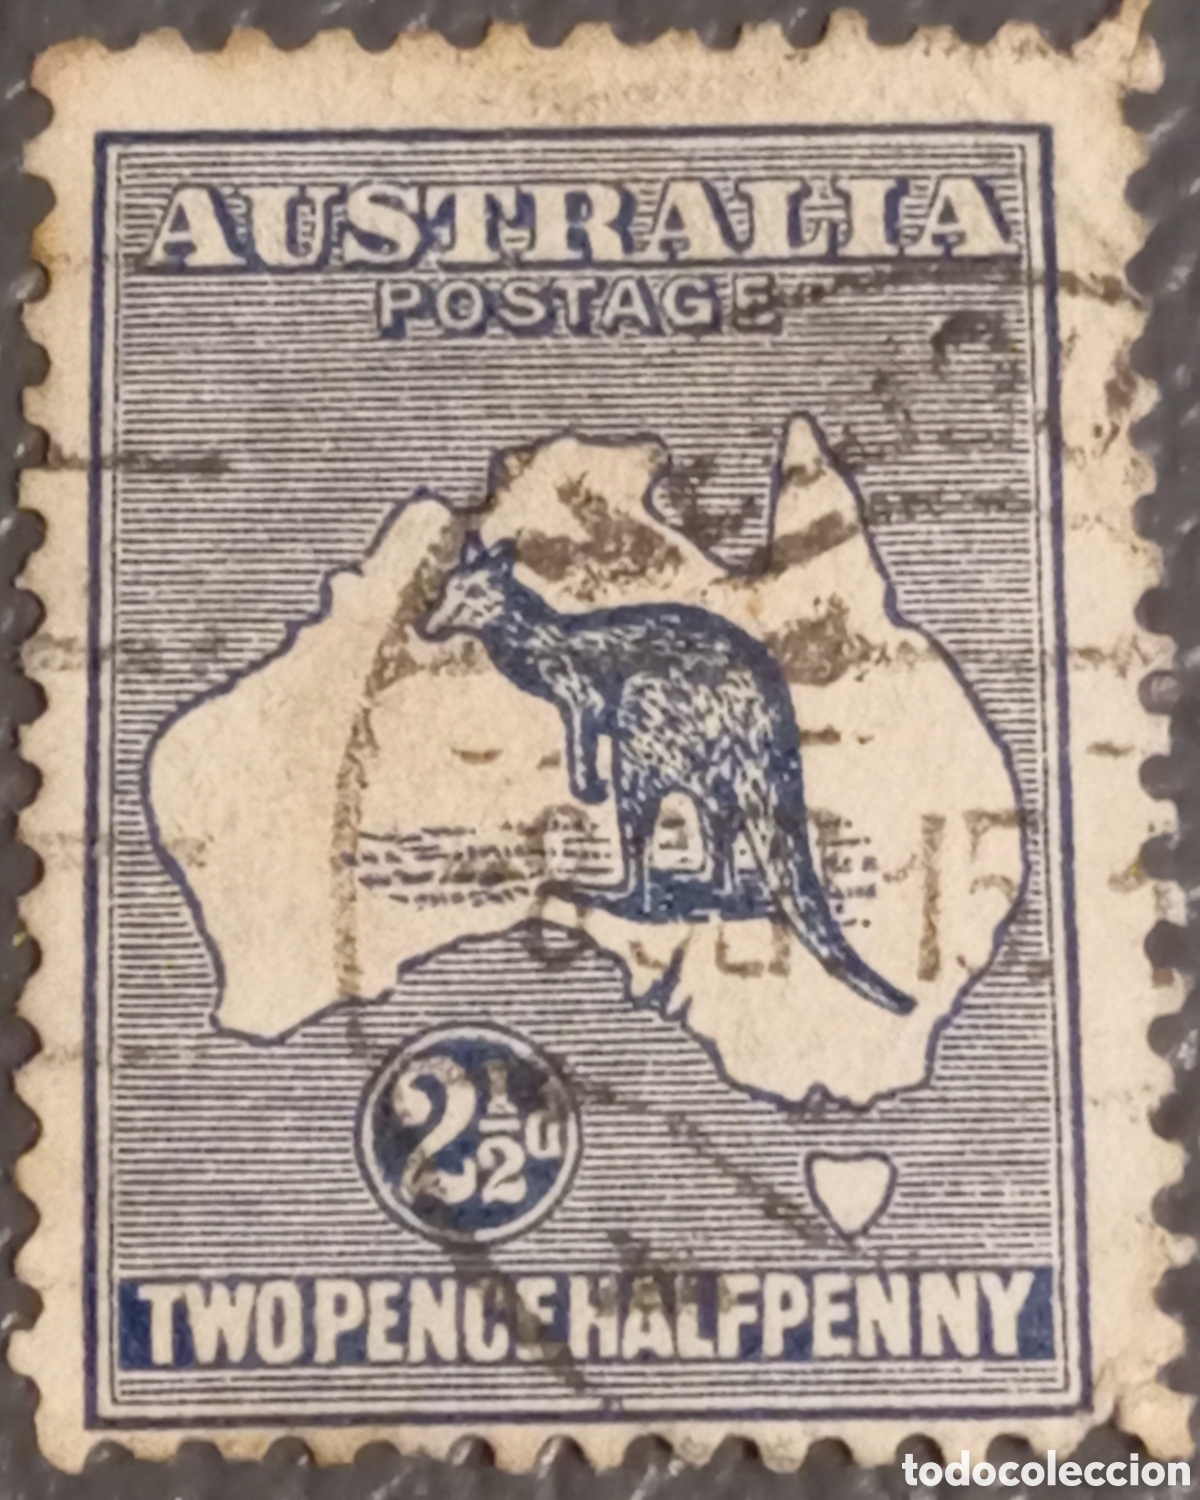 AUSTRALIA
POSTAGE
2½d
TWO PENCE HALFPENNY
todocoleccion